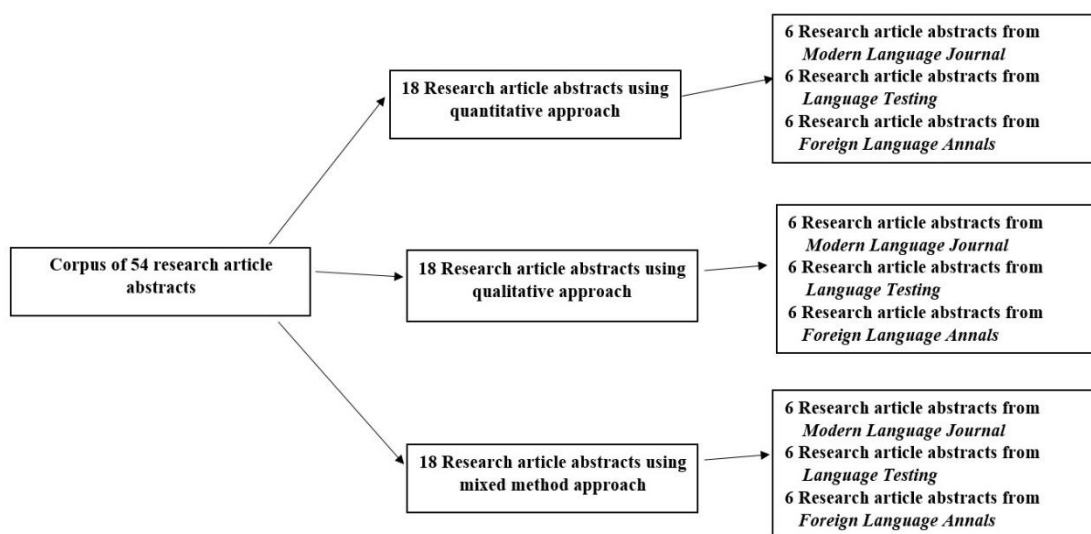 Corpus of 54 research article
abstracts
18 Research article abstracts using
quantitative approach
6 Research article abstracts from
Modern Language Journal
6 Research article abstracts from
Language Testing
6 Research article abstracts from
Foreign Language Annals
18 Research article abstracts using
qualitative approach
6 Research article abstracts from
Modern Language Journal
6 Research article abstracts from
Language Testing
6 Research article abstracts from
Foreign Language Annals
18 Research article abstracts using
mixed method approach
6 Research article abstracts from
Modern Language Journal
6 Research article abstracts from
Language Testing
6 Research article abstracts from
Foreign Language Annals